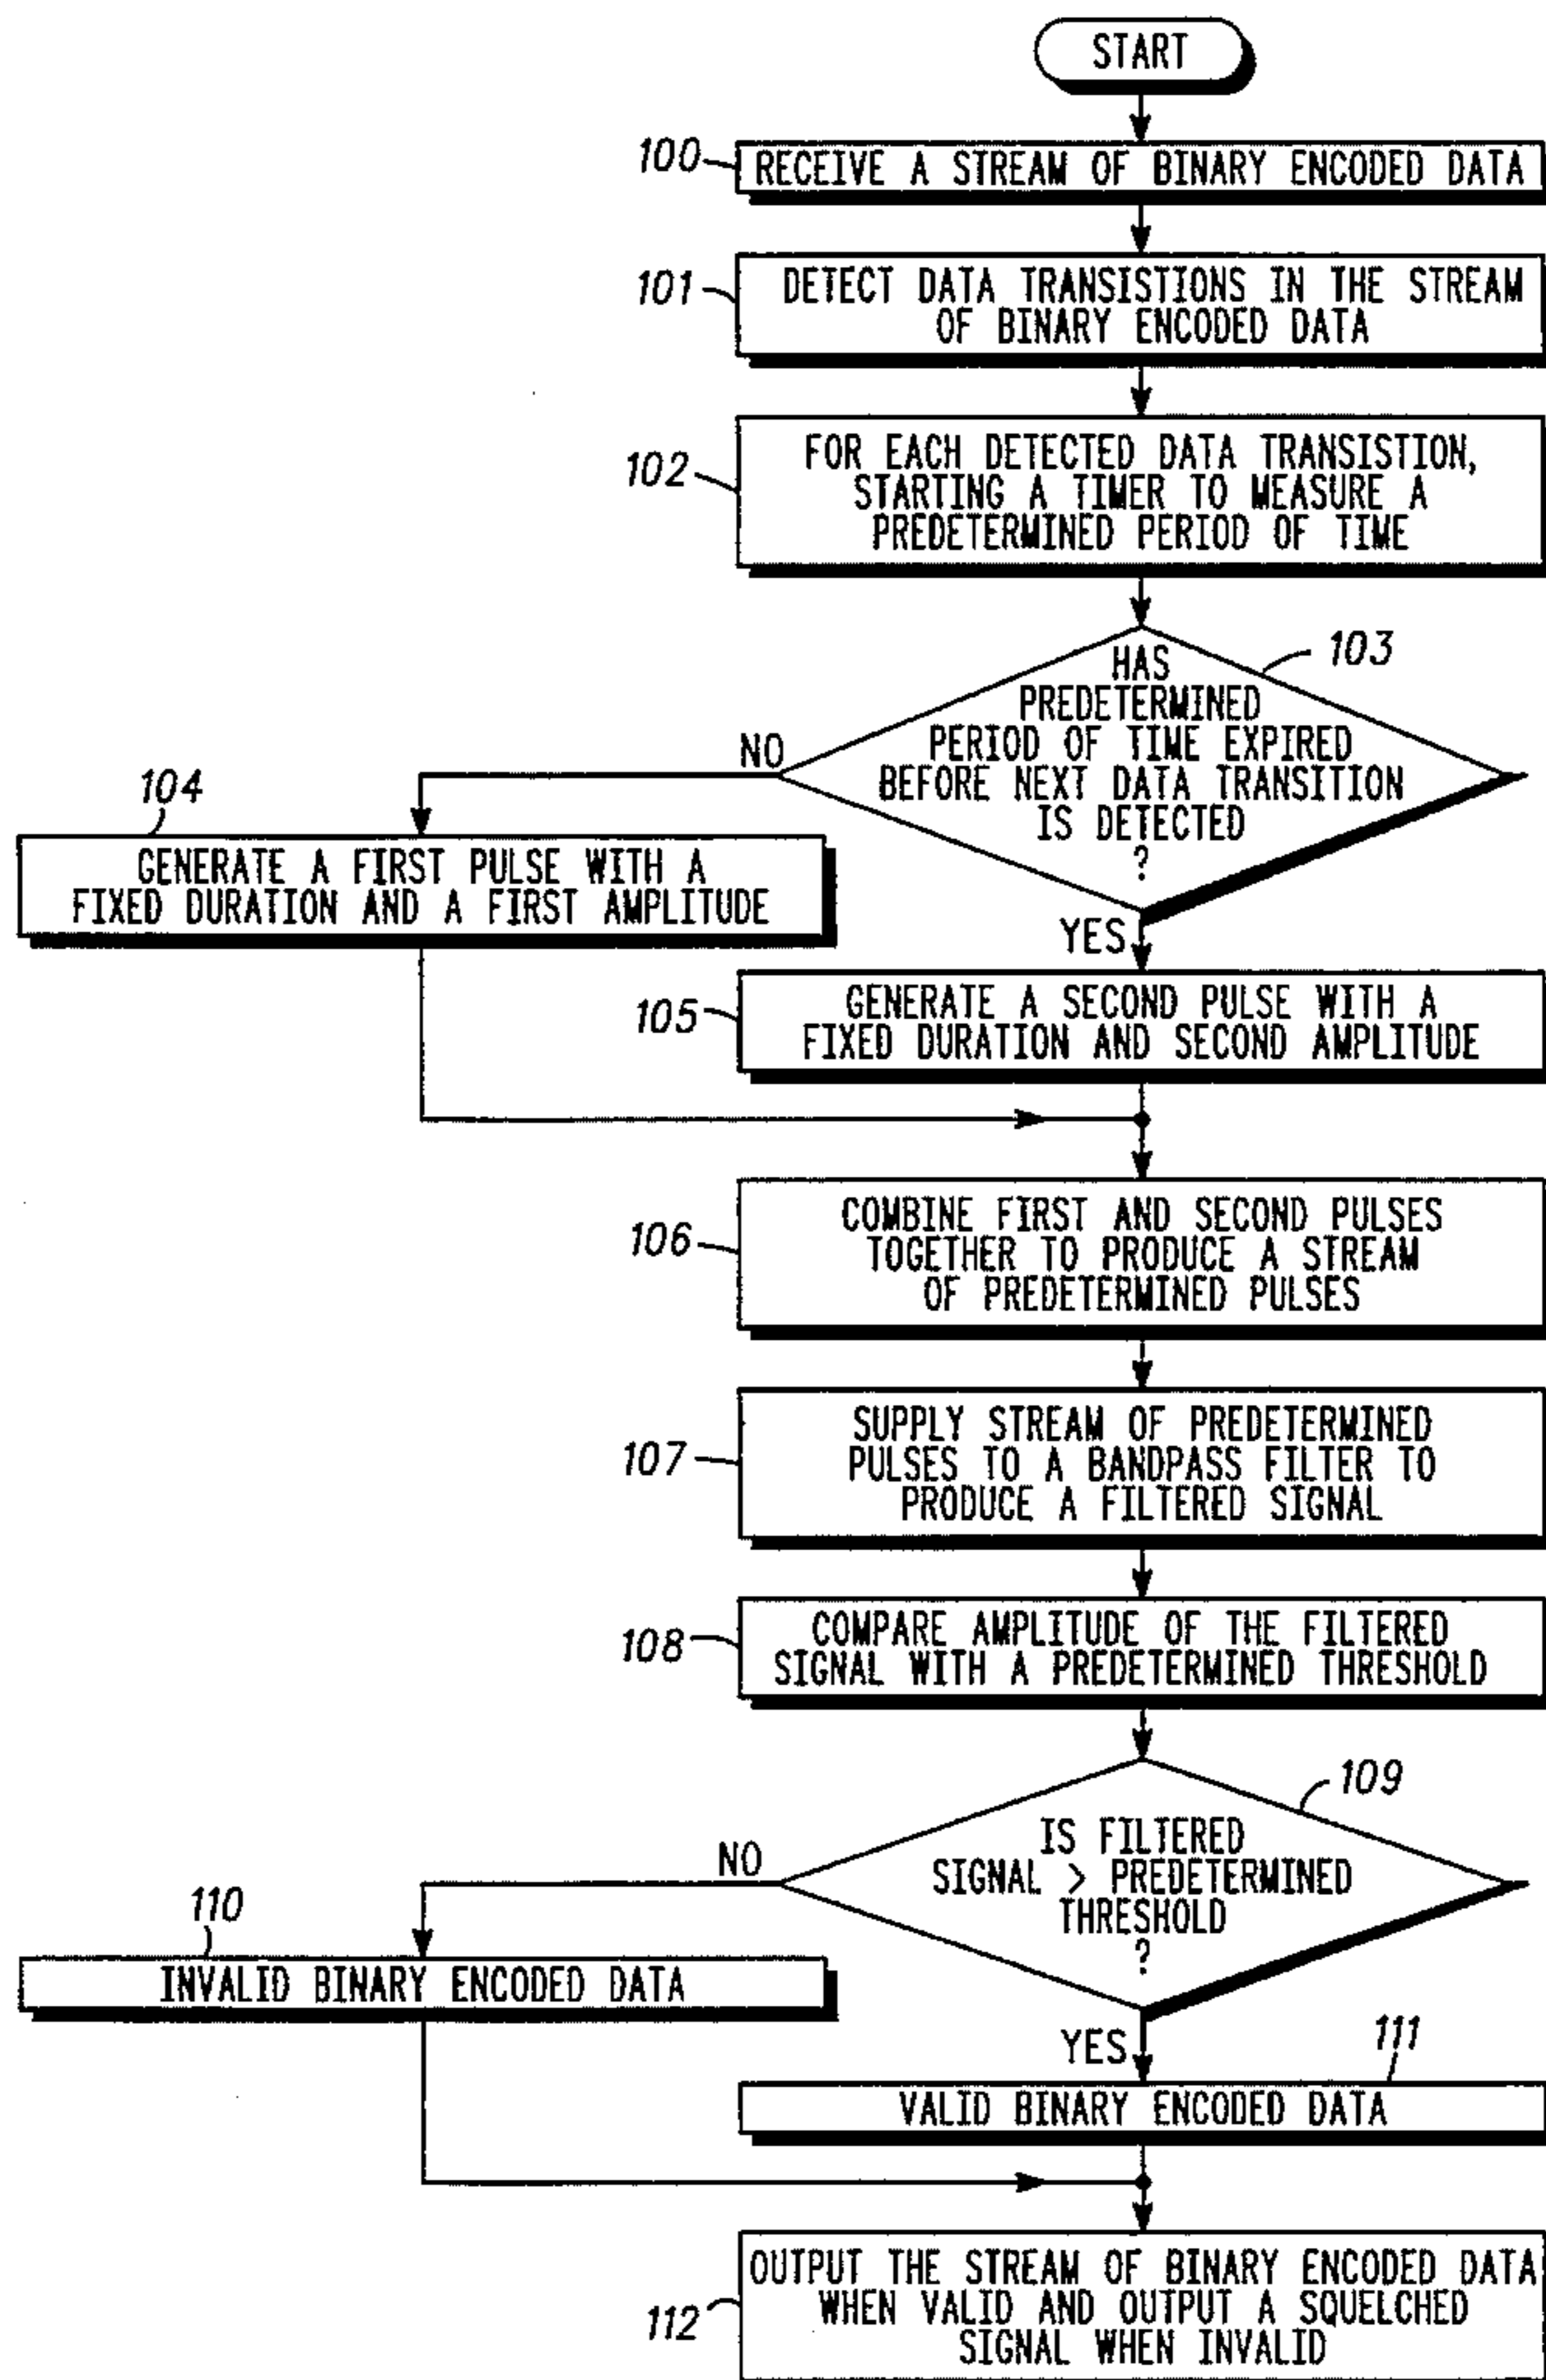 START
100
RECEIVE A STREAM OF BINARY ENCODED DATA
101
DETECT DATA TRANSISTIONS IN THE STREAM
OF BINARY ENCODED DATA
102
FOR EACH DETECTED DATA TRANSISTION,
STARTING A TIMER TO MEASURE A
PREDETERMINED PERIOD OF TIME
103
HAS
PREDETERMINED
PERIOD OF TIME EXPIRED
BEFORE NEXT DATA TRANSITION
IS DETECTED
?
NO
104
GENERATE A FIRST PULSE WITH A
FIXED DURATION AND A FIRST AMPLITUDE
YES
105
GENERATE A SECOND PULSE WITH A
FIXED DURATION AND SECOND AMPLITUDE
106
COMBINE FIRST AND SECOND PULSES
TOGETHER TO PRODUCE A STREAM
OF PREDETERMINED PULSES
107
SUPPLY STREAM OF PREDETERMINED
PULSES TO A BANDPASS FILTER TO
PRODUCE A FILTERED SIGNAL
108
COMPARE AMPLITUDE OF THE FILTERED
SIGNAL WITH A PREDETERMINED THRESHOLD
109
IS FILTERED
SIGNAL > PREDETERMINED
THRESHOLD
?
NO
110
INVALID BINARY ENCODED DATA
YES
111
VALID BINARY ENCODED DATA
112
OUTPUT THE STREAM OF BINARY ENCODED DATA
WHEN VALID AND OUTPUT A SQUELCHED
SIGNAL WHEN INVALID